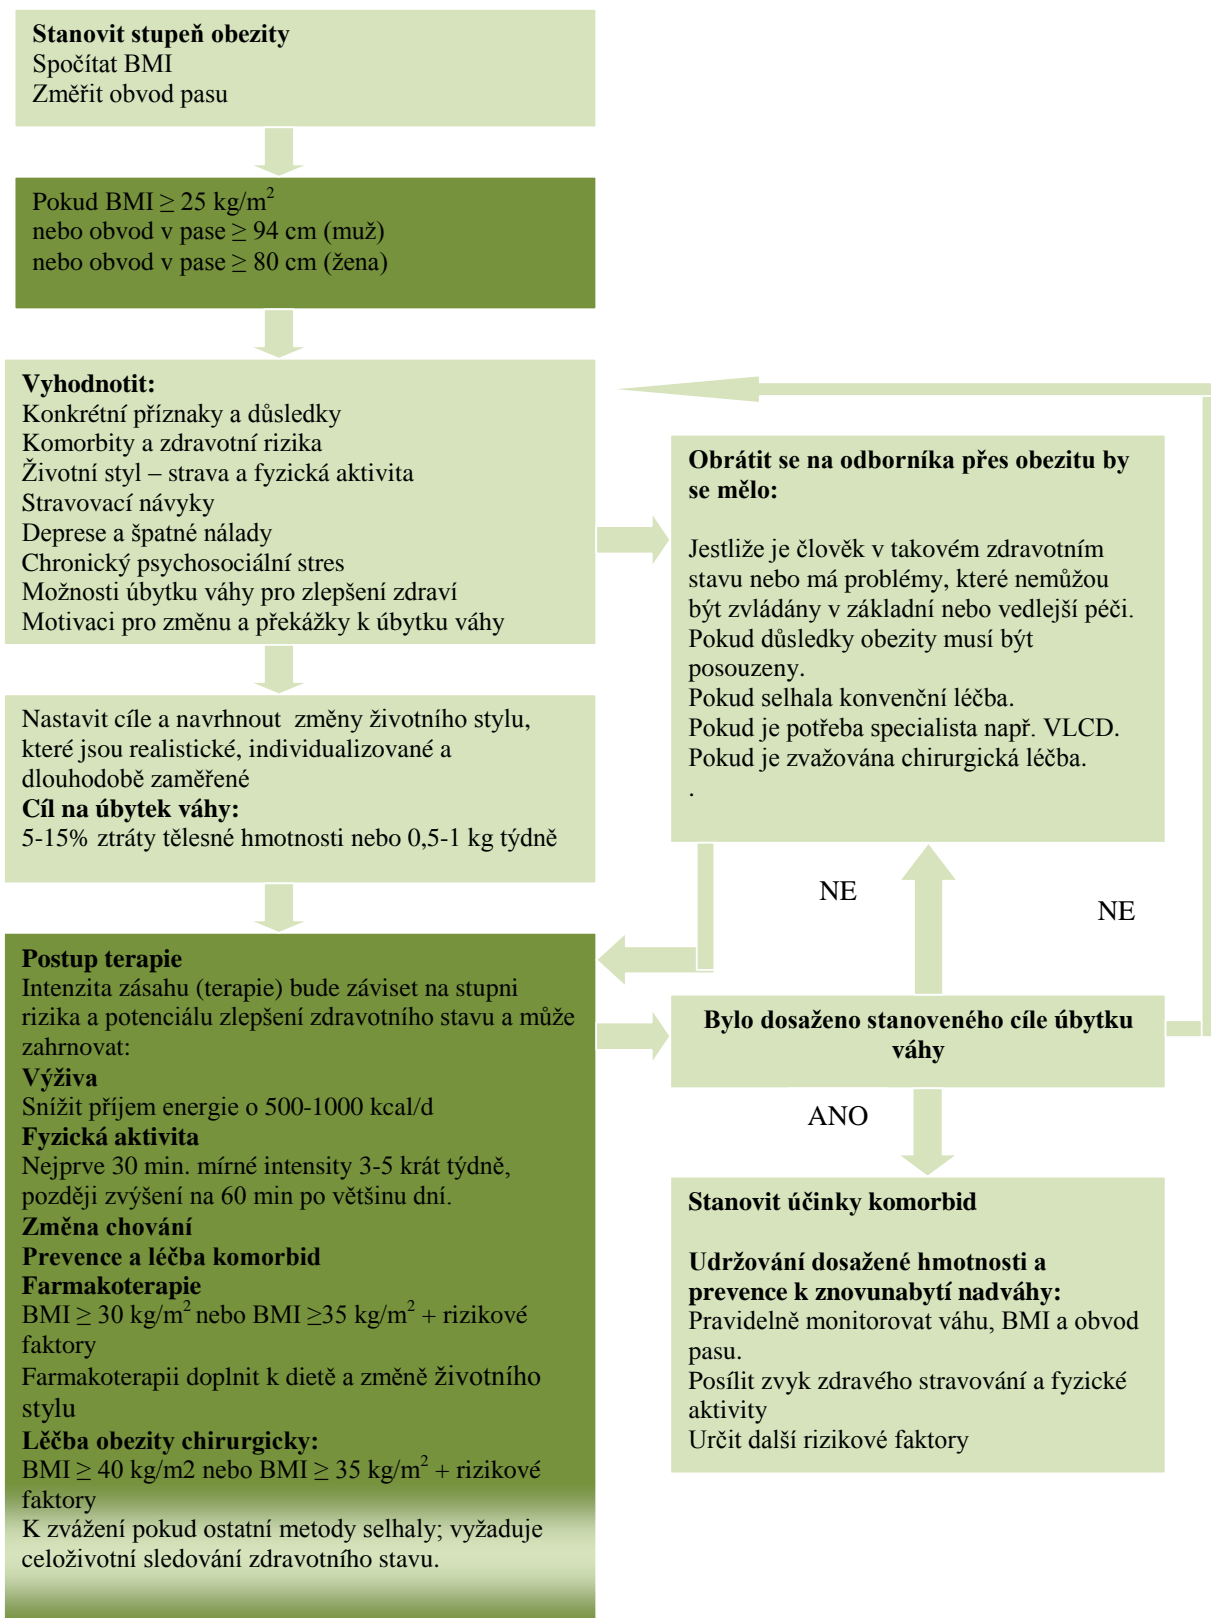 Stanovit stupeň obezity
Spočítat BMI
Změřit obvod pasu
Pokud BMI ≥ 25 kg/m²
nebo obvod v pase ≥ 94 cm (muž)
nebo obvod v pase ≥ 80 cm (žena)
Vyhodnotit:
Konkrétní příznaky a důsledky
Komorbity a zdravotní rizika
Životní styl – strava a fyzická aktivita
Stravovací návyky
Deprese a špatné nálady
Chronický psychosociální stres
Možnosti úbytku váhy pro zlepšení zdraví
Motivaci pro změnu a překážky k úbytku váhy
Obrátit se na odborníka přes obezitu by
se mělo:
Jestliže je člověk v takovém zdravotním
stavu nebo má problémy, které nemůžou
být zvládány v základní nebo vedlejší péči.
Pokud důsledky obezity musí být
posouzeny.
Pokud selhala konvenční léčba.
Pokud je potřeba specialista např. VLCD.
Pokud je zvažována chirurgická léčba.
.
Nastavit cíle a navrhnout změny životního stylu,
které jsou realistické, individualizované a
dlouhodobě zaměřené
Cíl na úbytek váhy:
5-15% ztráty tělesné hmotnosti nebo 0,5-1 kg týdně
NE
NE
Postup terapie
Intenzita zásahu (terapie) bude záviset na stupni
rizika a potenciálu zlepšení zdravotního stavu a může
zahrnovat:
Výživa
Snížit příjem energie o 500-1000 kcal/d
Fyzická aktivita
Nejprve 30 min. mírné intensity 3-5 krát týdně,
později zvýšení na 60 min po většinu dní.
Změna chování
Prevence a léčba komorbid
Farmakoterapie
BMI ≥ 30 kg/m² nebo BMI ≥35 kg/m² + rizikové
faktory
Farmakoterapii doplnit k dietě a změně životního
stylu
Léčba obezity chirurgicky:
BMI ≥ 40 kg/m2 nebo BMI ≥ 35 kg/m² + rizikové
faktory
K zvážení pokud ostatní metody selhaly; vyžaduje
celoživotní sledování zdravotního stavu.
Bylo dosaženo stanoveného cíle úbytku
váhy
ANO
Stanovit účinky komorbid
Udržování dosažené hmotnosti a
prevence k znovunabytí nadváhy:
Pravidelně monitorovat váhu, BMI a obvod
pasu.
Posílit zvyk zdravého stravování a fyzické
aktivity
Určit další rizikové faktory